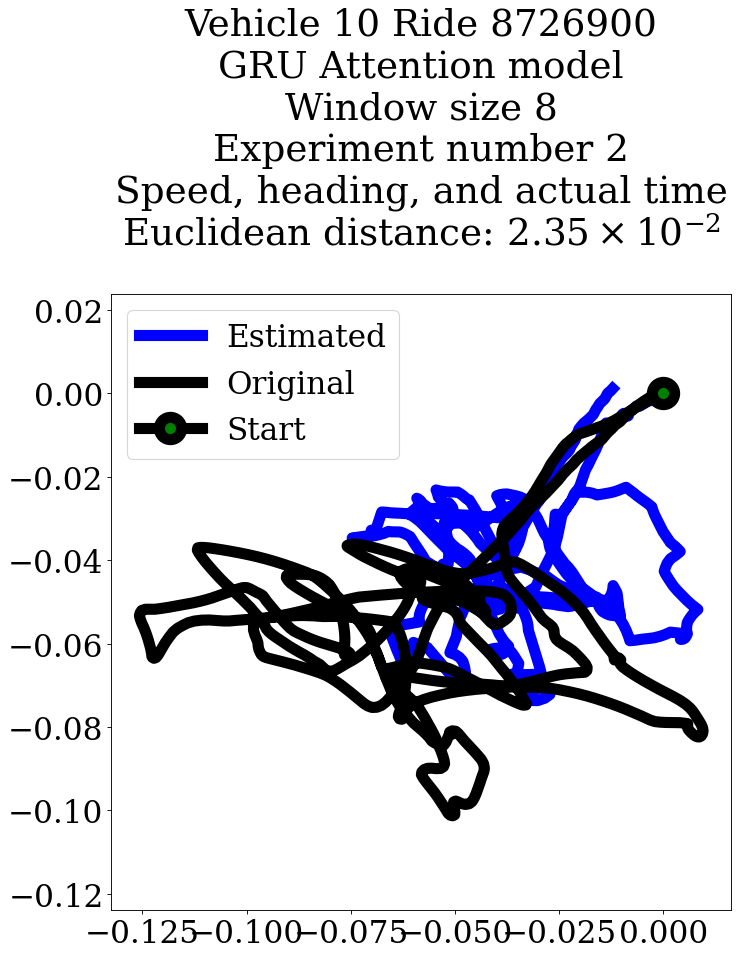 Vehicle 10 Ride 8726900
GRU Attention model
Window size 8
Experiment number 2
Speed, heading, and actual time
Euclidean distance: 2.35 × 10⁻²
Estimated
Original
Start
0.02
0.00
−0.02
−0.04
−0.06
−0.08
−0.10
−0.12
−0.125 −0.100 −0.075 −0.050 −0.025 0.000